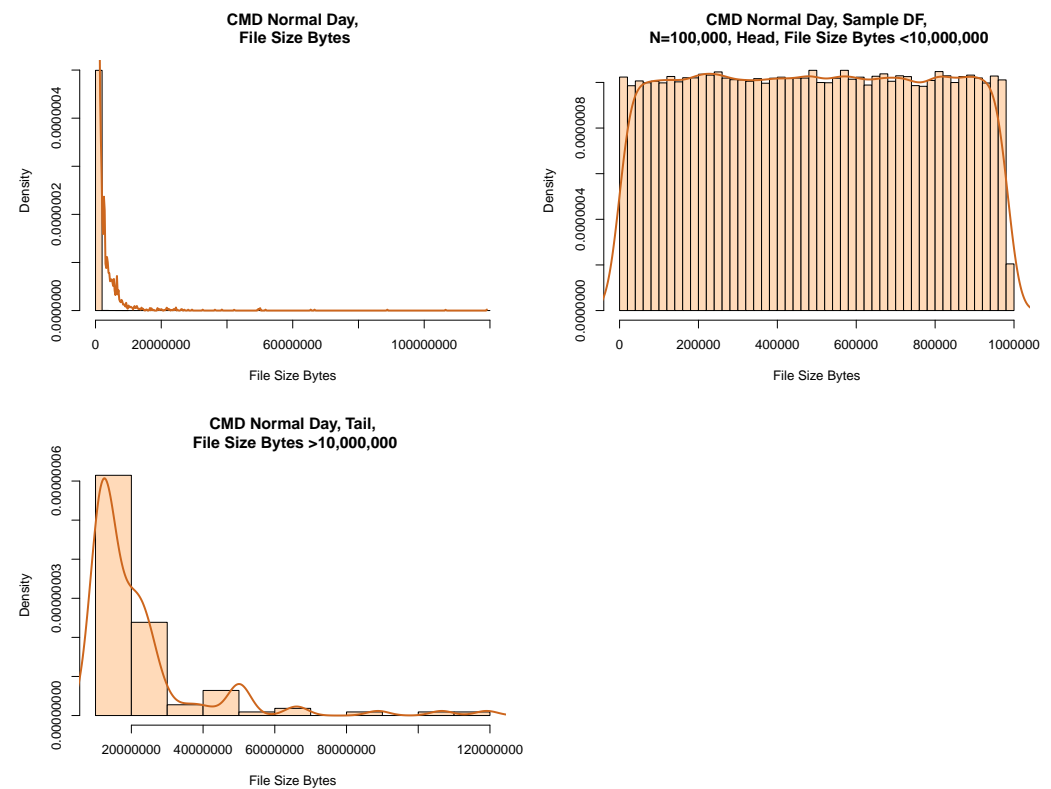 CMD Normal Day,
File Size Bytes
Density
0.0000000
0.0000002
0.0000004
0
20000000
60000000
100000000
File Size Bytes
CMD Normal Day, Sample DF,
N=100,000, Head, File Size Bytes <10,000,000
Density
0.0000000
0.0000004
0.0000008
0
200000
400000
600000
800000
1000000
File Size Bytes
CMD Normal Day, Tail,
File Size Bytes >10,000,000
Density
0.00000000
0.00000003
0.00000006
20000000
40000000
60000000
80000000
120000000
File Size Bytes